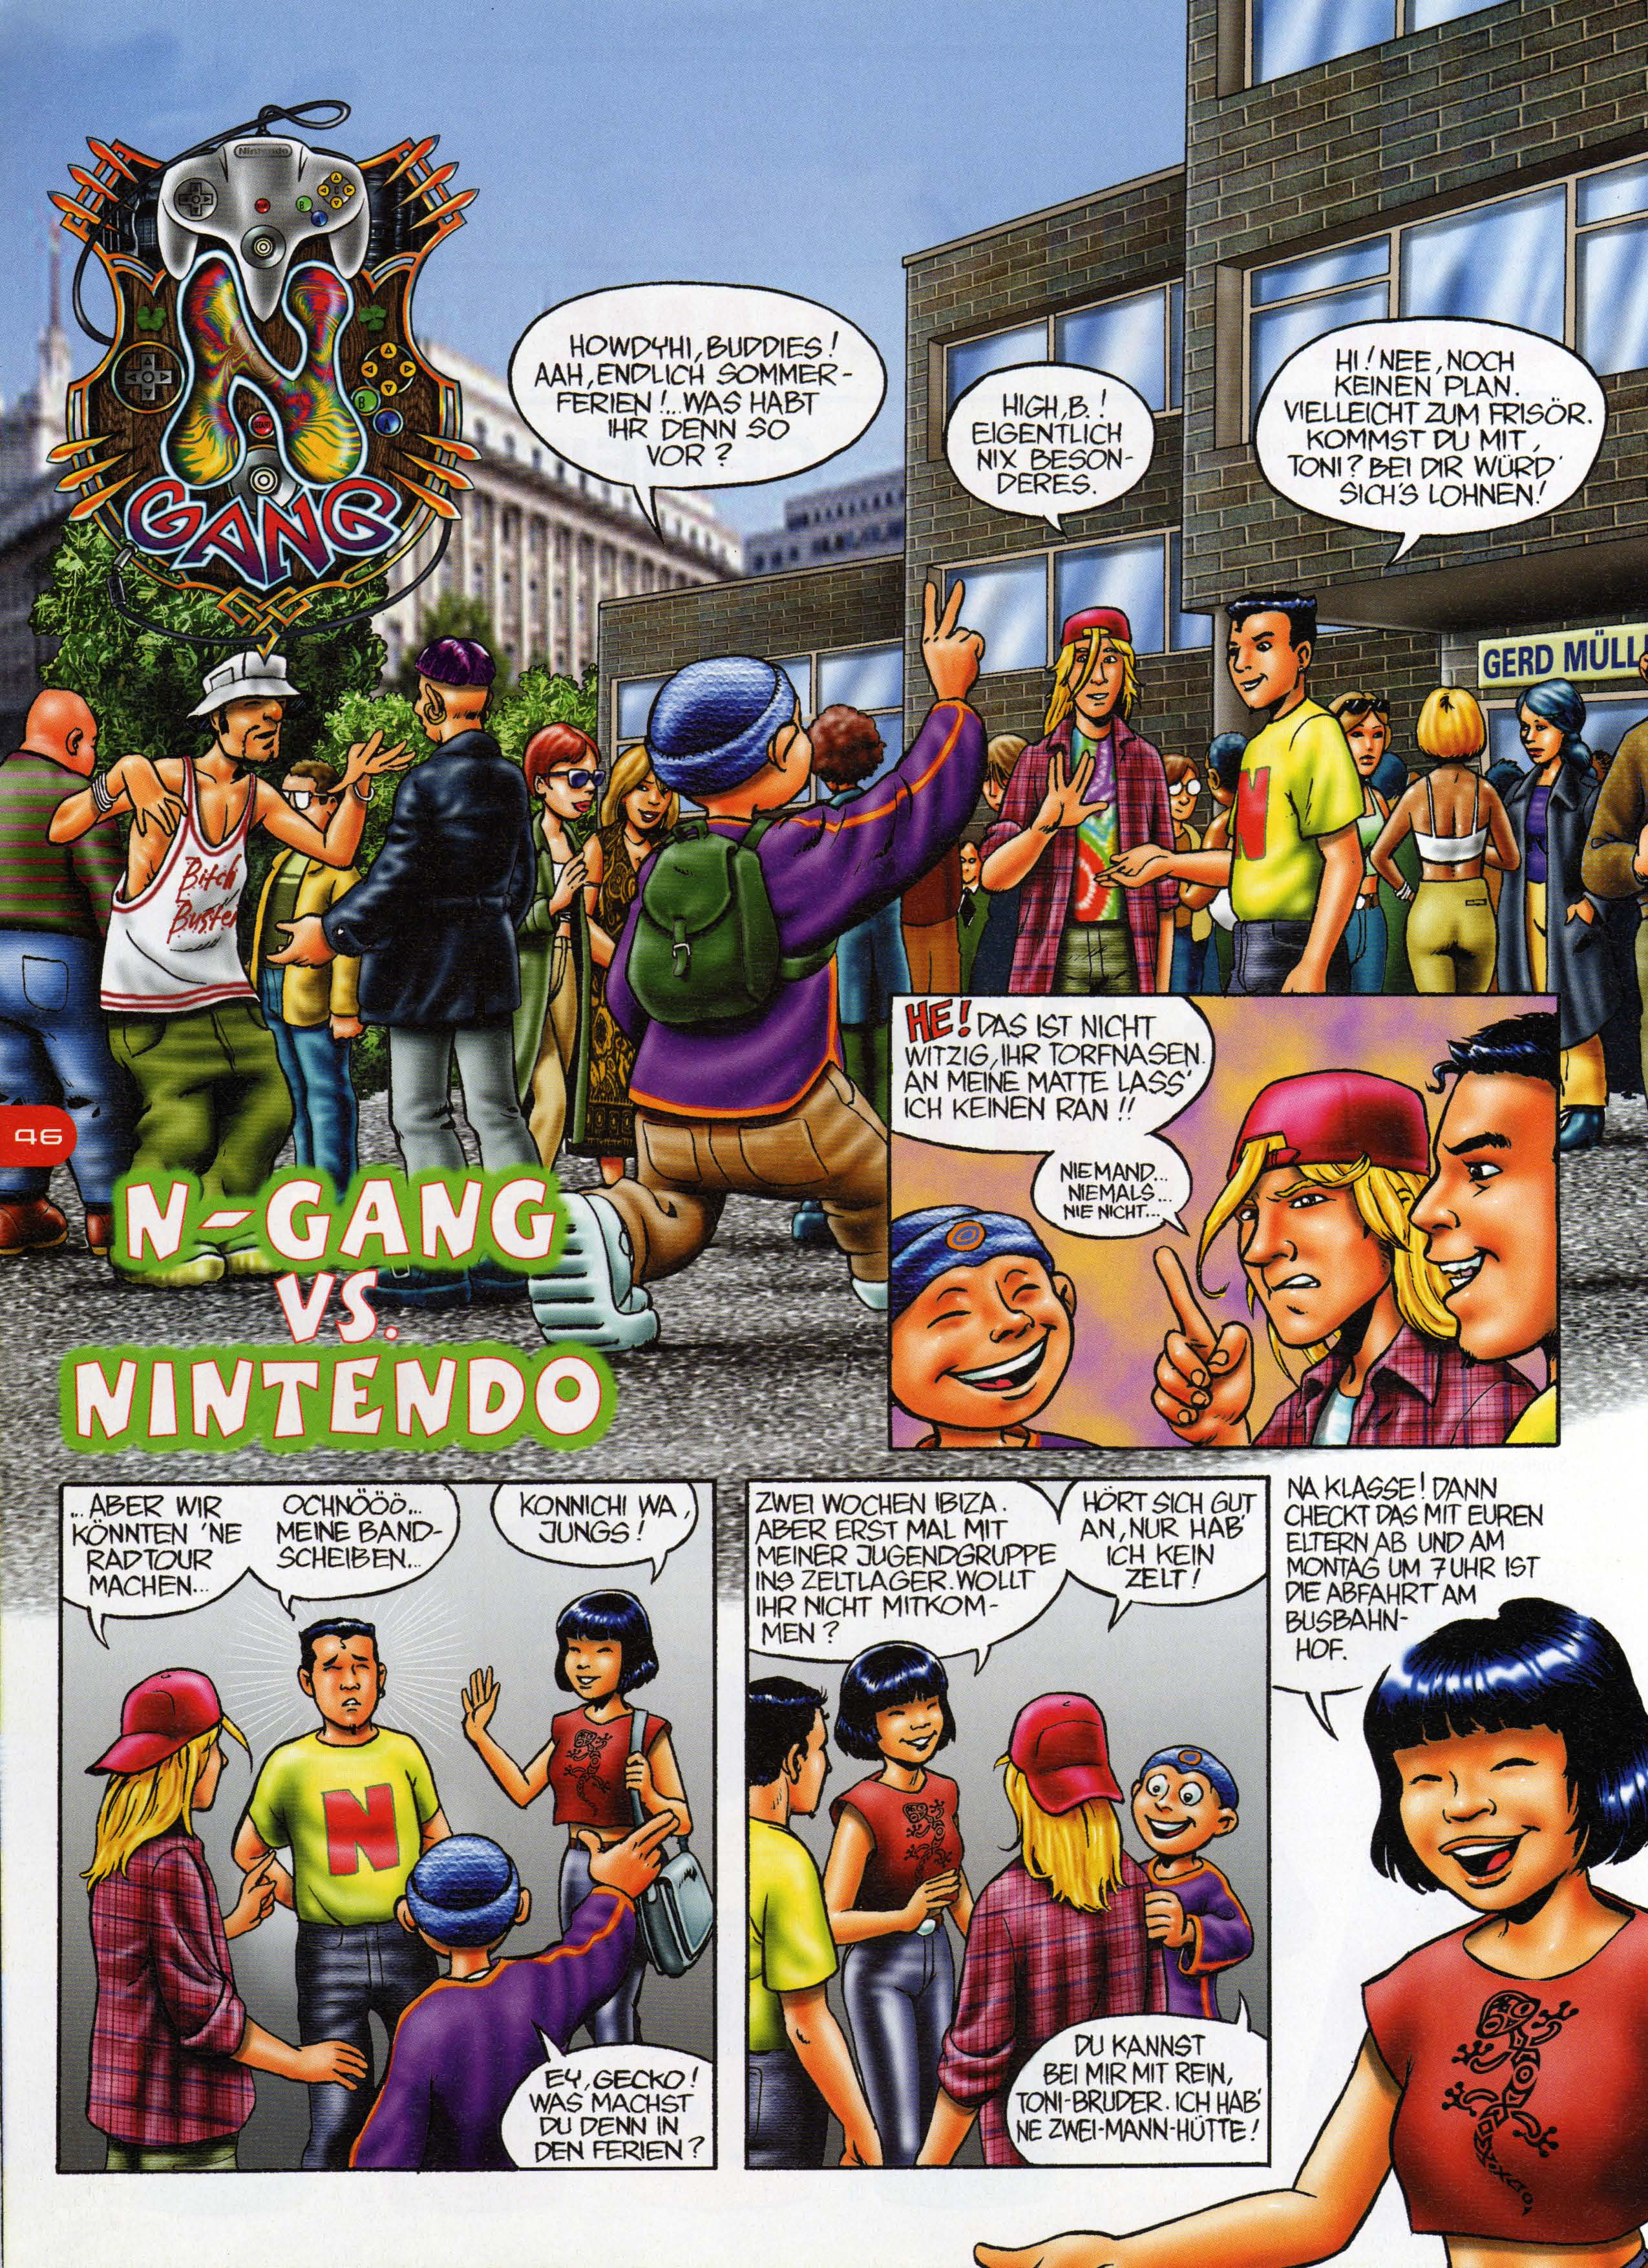 Nintendo
N
GANG
START
B
A
HOWDYHI, BUDDIES!
AAH, ENDLICH SOMMER-
FERIEN!... WAS HABT
IHR DENN SO
VOR?
HIGH, B.!
EIGENTLICH
NIX BESON-
DERES.
HI! NEE, NOCH
KEINEN PLAN.
VIELLEICHT ZUM FRISÖR.
KOMMST DU MIT,
TONI? BEI DIR WÜRD'
SICH'S LOHNEN!
GERD MÜLL
Bitch
Buster
N
HE! DAS IST NICHT
WITZIG, IHR TORFNASEN.
AN MEINE MATTE LASS'
ICH KEINEN RAN!!
NIEMAND...
NIEMALS...
NIE NICHT...
46
N-GANG
VS.
NINTENDO
...ABER WIR
KÖNNTEN 'NE
RADTOUR
MACHEN...
OCHNÖÖÖ...
MEINE BAND-
SCHEIBEN...
KONNICHI WA,
JUNGS!
N
EY, GECKO!
WAS MACHST
DU DENN IN
DEN FERIEN?
ZWEI WOCHEN IBIZA.
ABER ERST MAL MIT
MEINER JUGENDGRUPPE
INS ZELTLAGER. WOLLT
IHR NICHT MITKOM-
MEN?
HÖRT SICH GUT
AN, NUR HAB'
ICH KEIN
ZELT!
DU KANNST
BEI MIR MIT REIN,
TONI-BRUDER. ICH HAB'
NE ZWEI-MANN-HÜTTE!
NA KLASSE! DANN
CHECKT DAS MIT EUREN
ELTERN AB UND AM
MONTAG UM 7 UHR IST
DIE ABFAHRT AM
BUSBAHN-
HOF.